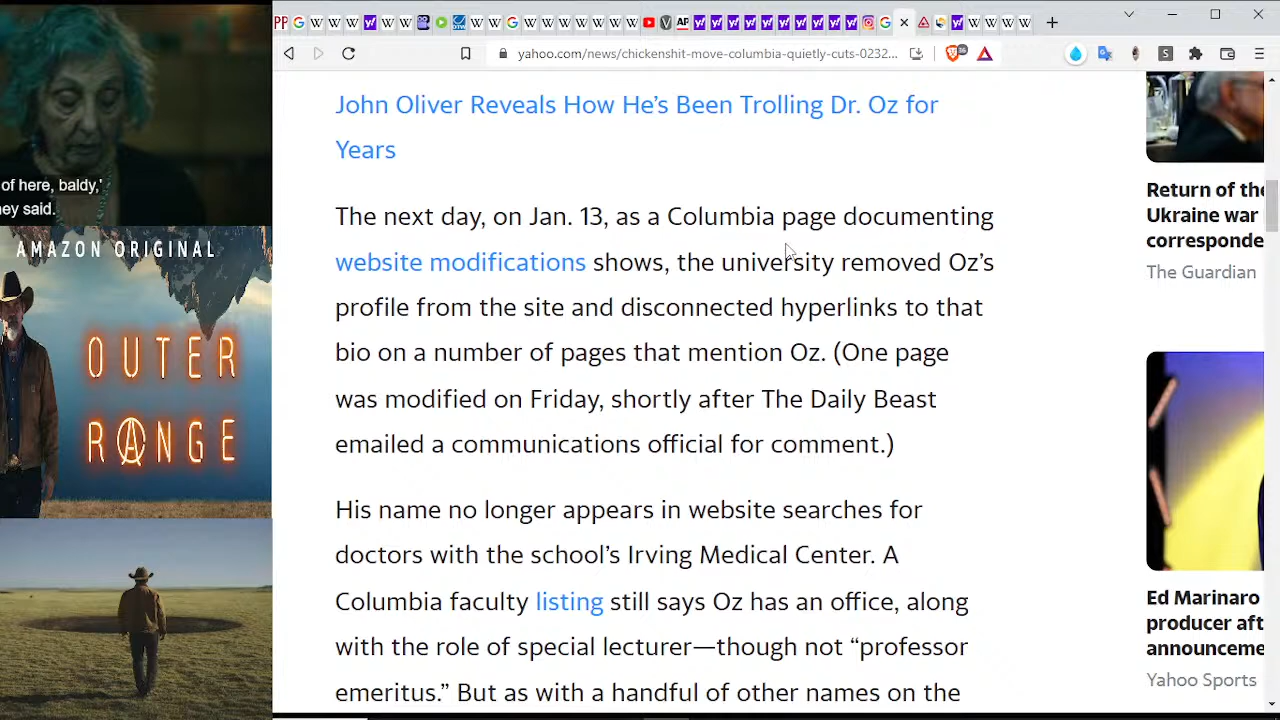 of here, baldy,'
ey said.
AMAZON ORIGINAL
OUTER
RANGE
yahoo.com/news/chickenshit-move-columbia-quietly-cuts-0232...
John Oliver Reveals How He's Been Trolling Dr. Oz for
Years
The next day, on Jan. 13, as a Columbia page documenting
website modifications shows, the university removed Oz's
profile from the site and disconnected hyperlinks to that
bio on a number of pages that mention Oz. (One page
was modified on Friday, shortly after The Daily Beast
emailed a communications official for comment.)
His name no longer appears in website searches for
doctors with the school's Irving Medical Center. A
Columbia faculty listing still says Oz has an office, along
with the role of special lecturer—though not “professor
emeritus.” But as with a handful of other names on the
Return of the
Ukraine war
corresponde
The Guardian
Ed Marinaro
producer aft
announceme
Yahoo Sports